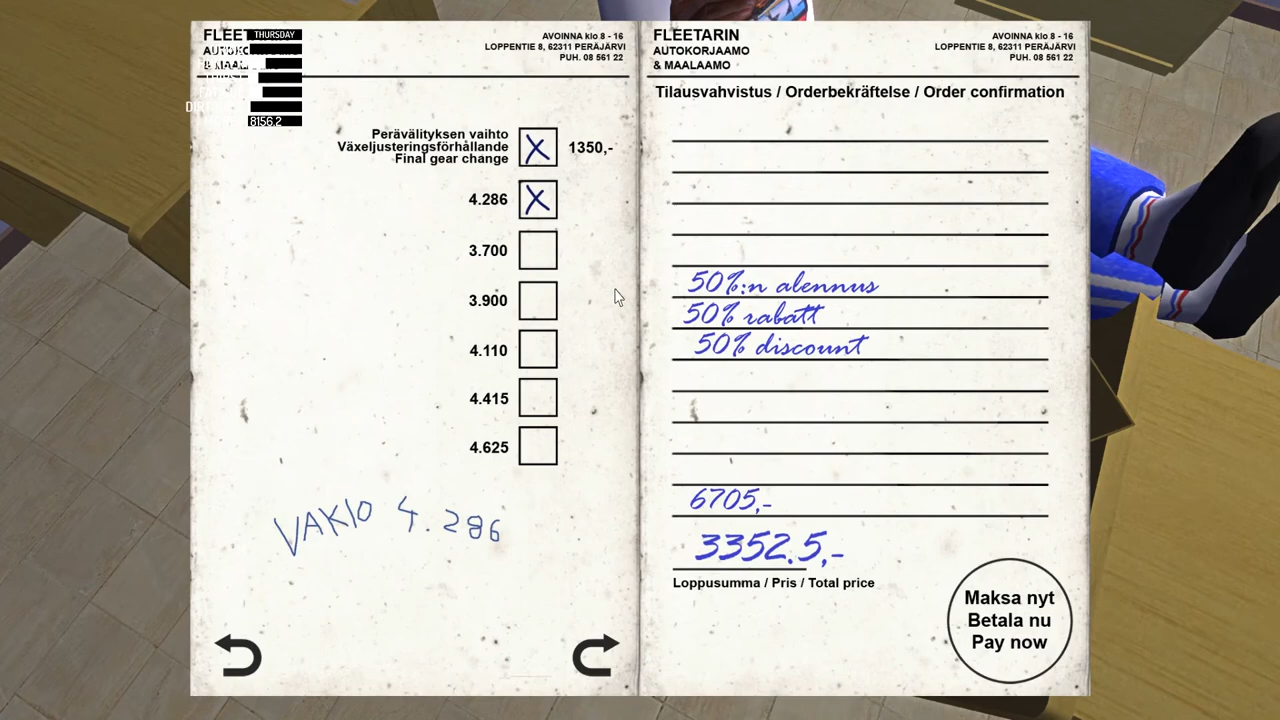 FLEET
THURSDAY
AUTOKO
& MAALA
DIRT
8156.2
AVOINNA klo 8 - 16
LOPPENTIE 8, 62311 PERÄJÄRVI
PUH. 08 561 22
Perävälityksen vaihto
Växeljusteringsförhållande
Final gear change
1350,-
4.286
3.700
3.900
4.110
4.415
4.625
VAKIO 4.286
FLEETARIN
AUTOKORJAAMO
& MAALAAMO
AVOINNA klo 8 - 16
LOPPENTIE 8, 62311 PERÄJÄRVI
PUH. 08 561 22
Tilausvahvistus / Orderbekräftelse / Order confirmation
50%:n alennus
50% rabatt
50% discount
6705,-
3352.5,-
Loppusumma / Pris / Total price
Maksa nyt
Betala nu
Pay now